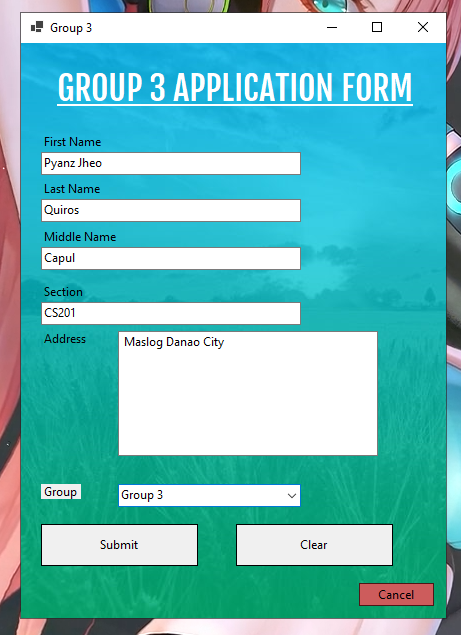 Group 3
GROUP 3 APPLICATION FORM
First Name
Pyanz Jheo
Last Name
Quiros
Middle Name
Capul
Section
CS201
Address
Maslog Danao City
Group
Group 3
Submit
Clear
Cancel